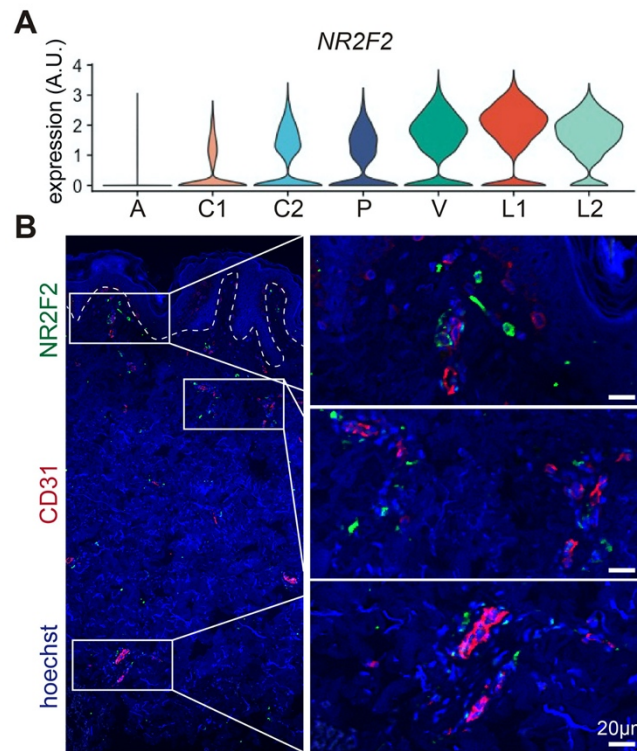 A
NR2F2
expression (A.U.)
4
3
2
1
0
A C1 C2 P V L1 L2
B
NR2F2
CD31
hoechst
20µm